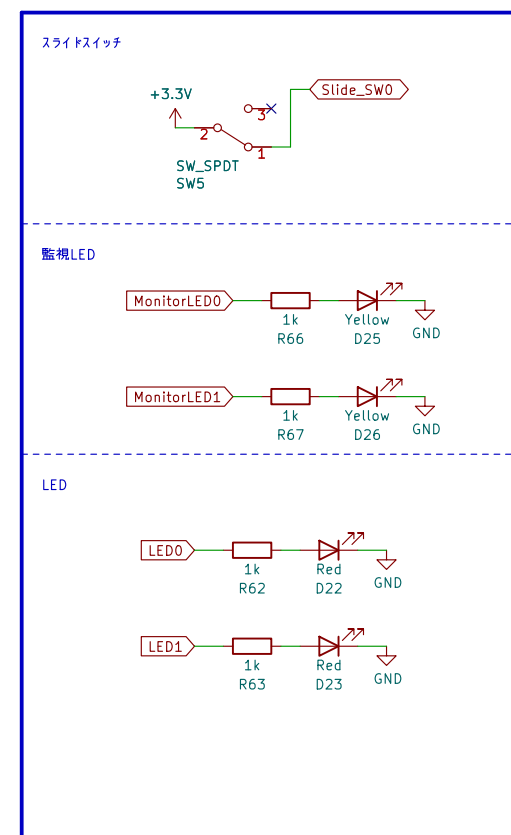 スライドスイッチ
+3.3V
Slide_SW0
3
2
1
SW_SPDT
SW5
監視LED
MonitorLED0
1k
Yellow
GND
R66
D25
MonitorLED1
1k
Yellow
GND
R67
D26
LED
LED0
1k
Red
GND
R62
D22
LED1
1k
Red
GND
R63
D23